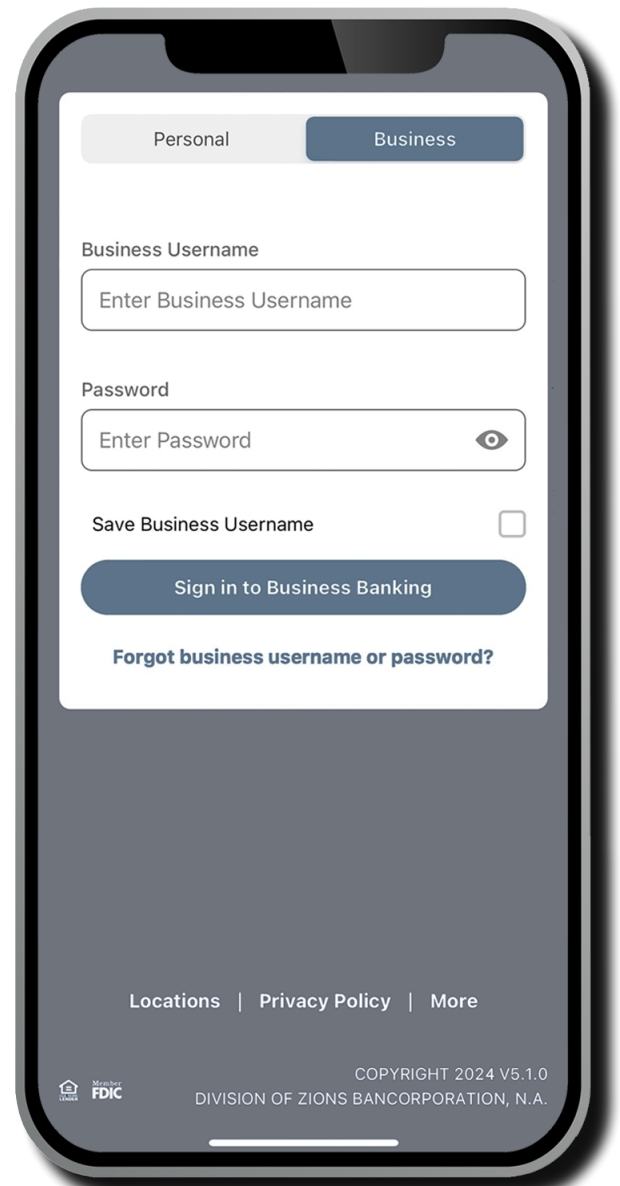 Personal
Business
Business Username
Enter Business Username
Password
Enter Password
Save Business Username
Sign in to Business Banking
Forgot business username or password?
Locations | Privacy Policy | More
COPYRIGHT 2024 V5.1.0
Member
FDIC
DIVISION OF ZIONS BANCORPORATION, N.A.
LENDER